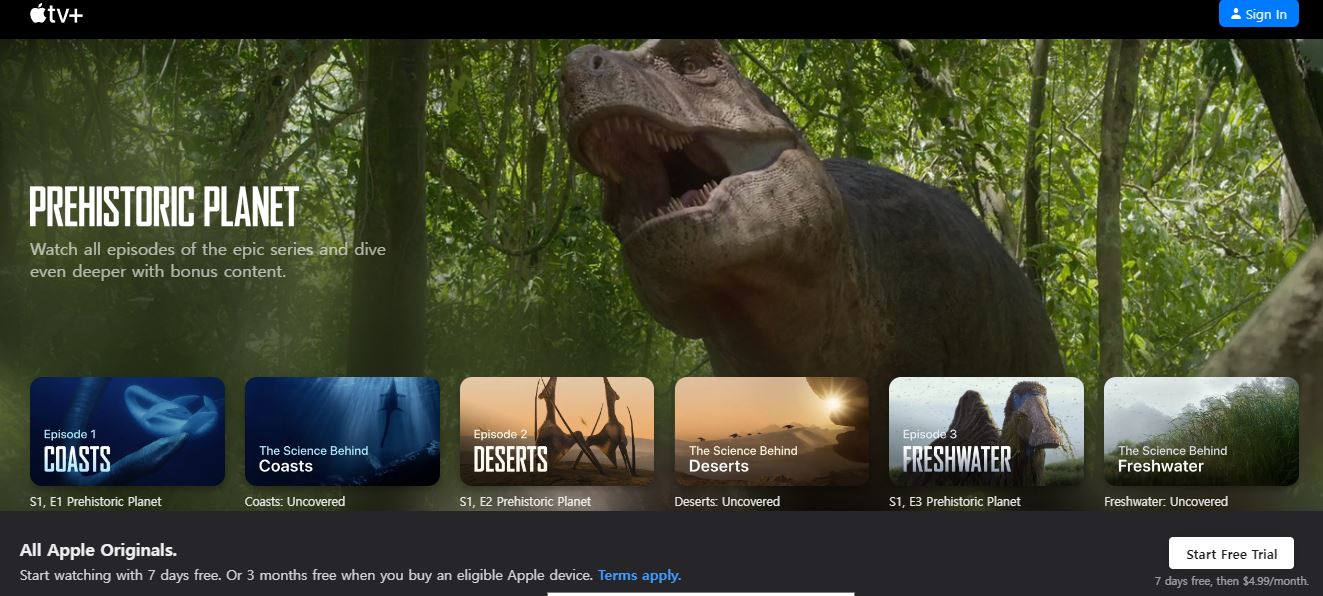 tv+
Sign In
PREHISTORIC PLANET
Watch all episodes of the epic series and dive
even deeper with bonus content.
Episode 1
COASTS
S1, E1 Prehistoric Planet
The Science Behind
Coasts
Coasts: Uncovered
Episode 2
DESERTS
S1, E2 Prehistoric Planet
The Science Behind
Deserts
Deserts: Uncovered
Episode 3
FRESHWATER
S1, E3 Prehistoric Planet
The Science Behind
Freshwater
Freshwater: Uncovered
All Apple Originals.
Start watching with 7 days free. Or 3 months free when you buy an eligible Apple device. Terms apply.
Start Free Trial
7 days free, then $4.99/month.